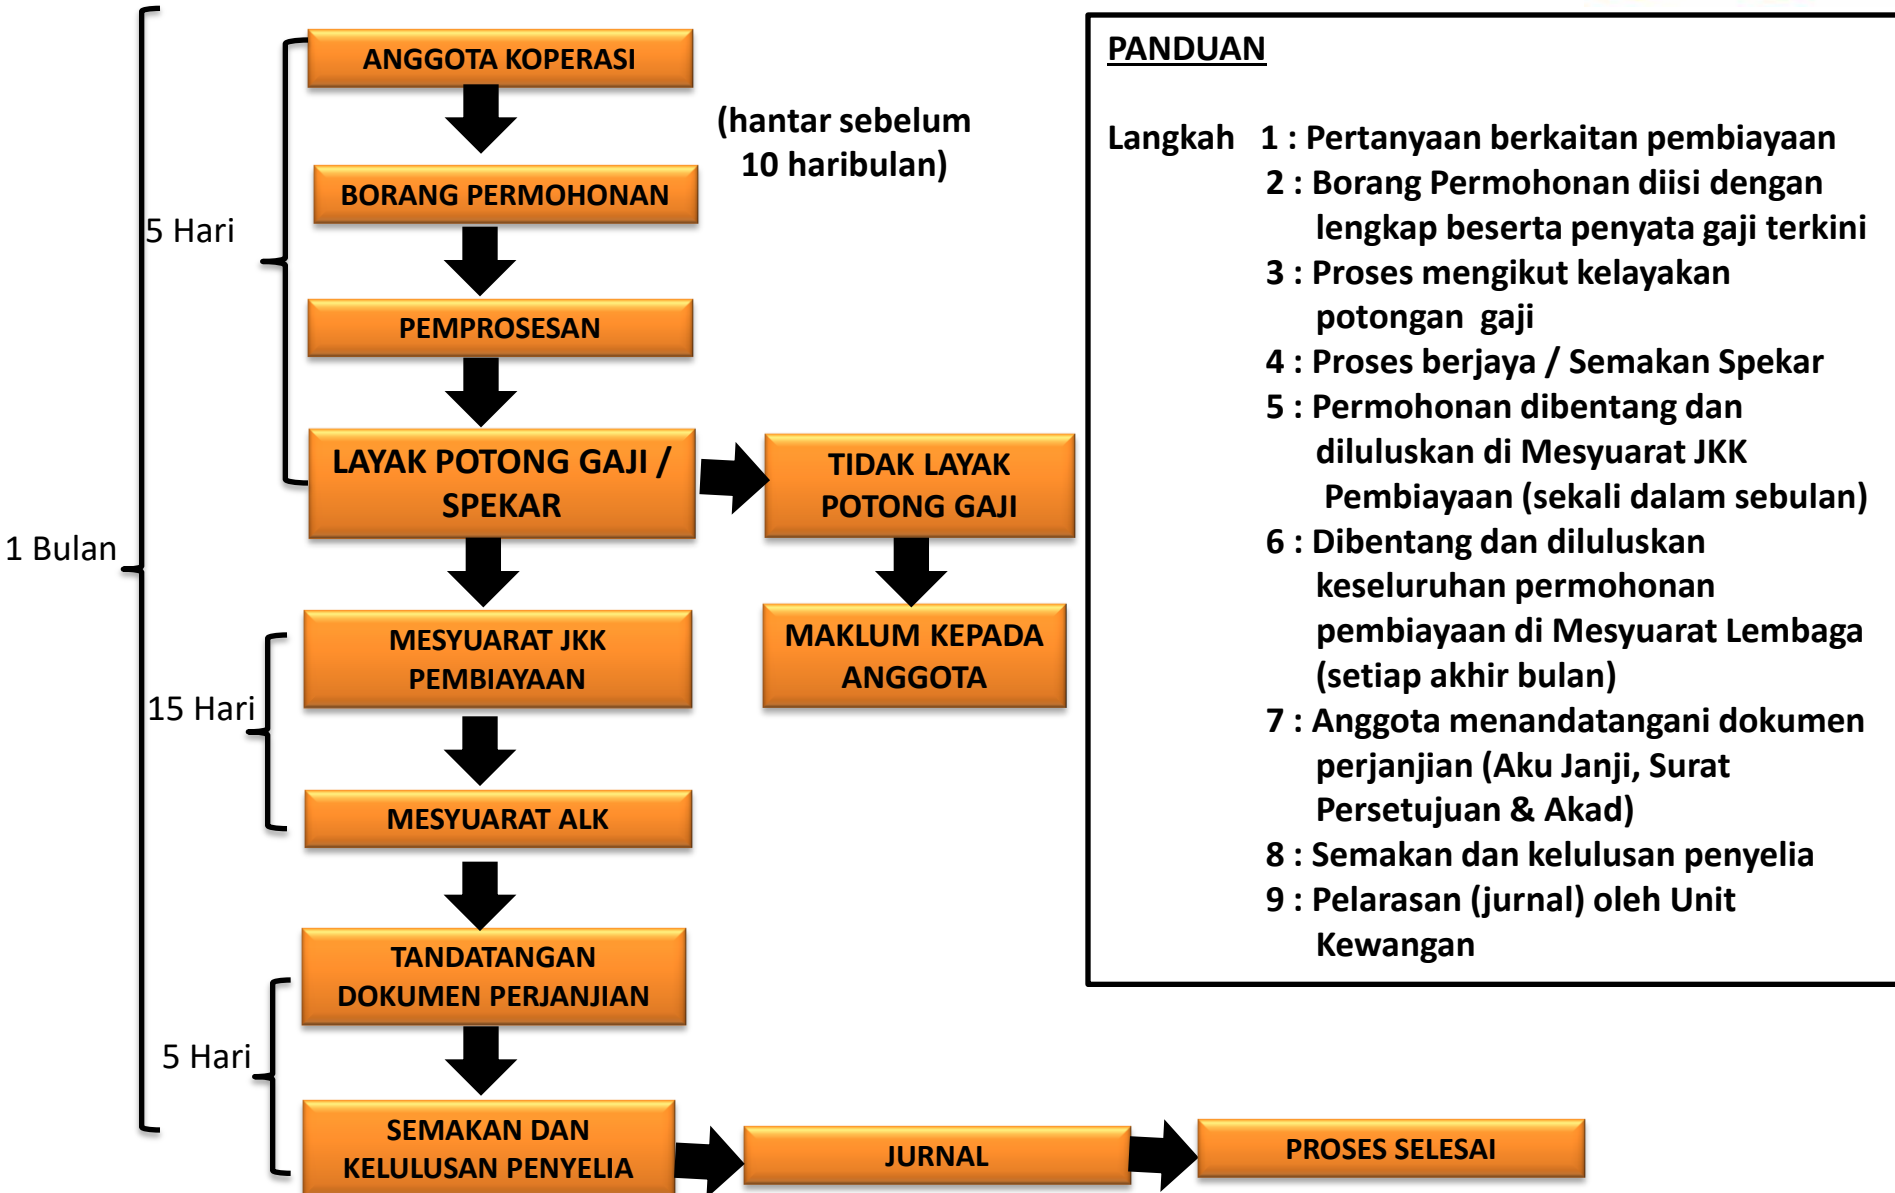 ANGGOTA KOPERASI
(hantar sebelum
10 haribulan)
BORANG PERMOHONAN
5 Hari
PEMPROSESAN
LAYAK POTONG GAJI /
SPEKAR
TIDAK LAYAK
POTONG GAJI
1 Bulan
MESYUARAT JKK
PEMBIAYAAN
MAKLUM KEPADA
ANGGOTA
15 Hari
MESYUARAT ALK
TANDATANGAN
DOKUMEN PERJANJIAN
5 Hari
SEMAKAN DAN
KELULUSAN PENYELIA
JURNAL
PROSES SELESAI
PANDUAN
Langkah 1 : Pertanyaan berkaitan pembiayaan
2 : Borang Permohonan diisi dengan
lengkap beserta penyata gaji terkini
3 : Proses mengikut kelayakan
potongan gaji
4 : Proses berjaya / Semakan Spekar
5 : Permohonan dibentang dan
diluluskan di Mesyuarat JKK
Pembiayaan (sekali dalam sebulan)
6 : Dibentang dan diluluskan
keseluruhan permohonan
pembiayaan di Mesyuarat Lembaga
(setiap akhir bulan)
7 : Anggota menandatangani dokumen
perjanjian (Aku Janji, Surat
Persetujuan & Akad)
8 : Semakan dan kelulusan penyelia
9 : Pelarasan (jurnal) oleh Unit
Kewangan